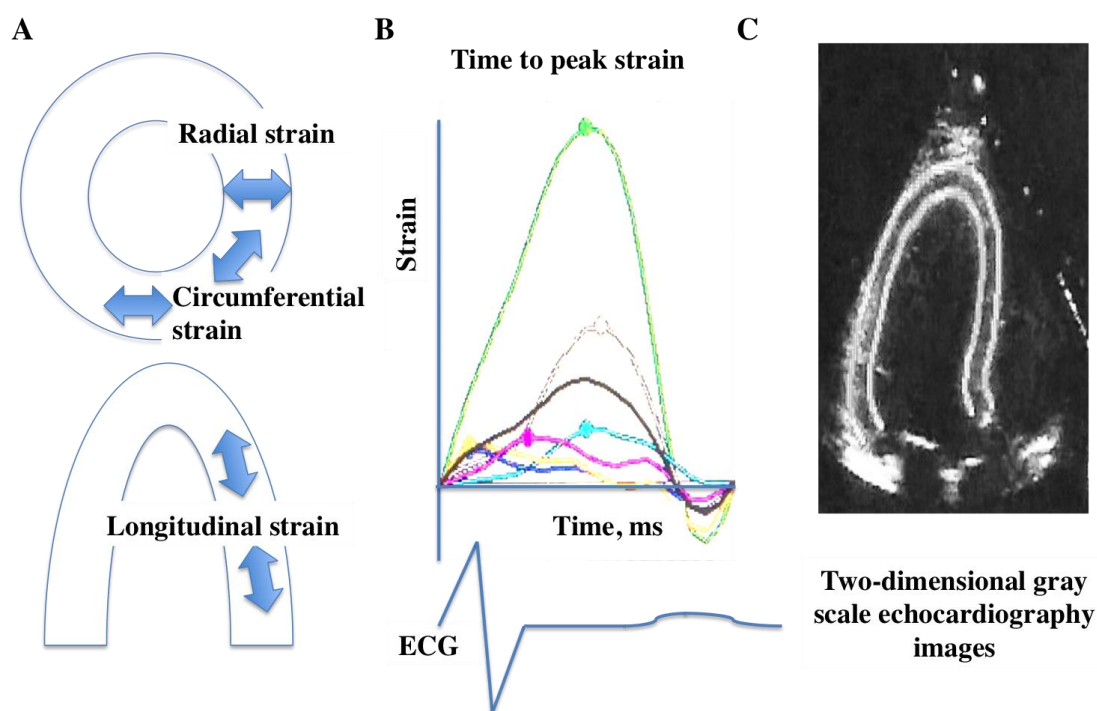 A
Radial strain
Circumferential
strain
Longitudinal strain
B
Time to peak strain
Strain
Time, ms
ECG
C
Two-dimensional gray
scale echocardiography
images